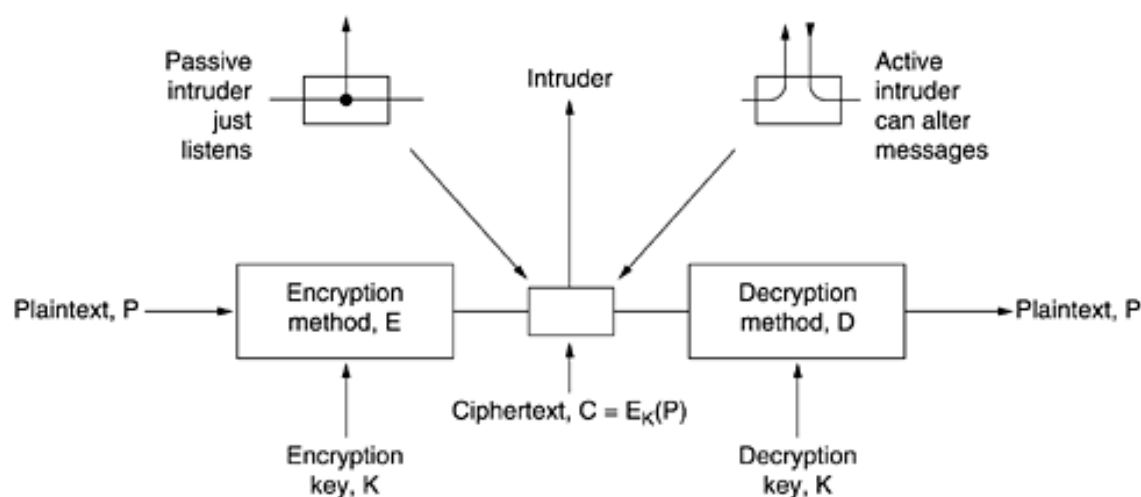 Passive
intruder
just
listens
Intruder
Active
intruder
can alter
messages
Plaintext, P
Encryption
method, E
Decryption
method, D
Plaintext, P
Ciphertext, C = E_K(P)
Encryption
key, K
Decryption
key, K